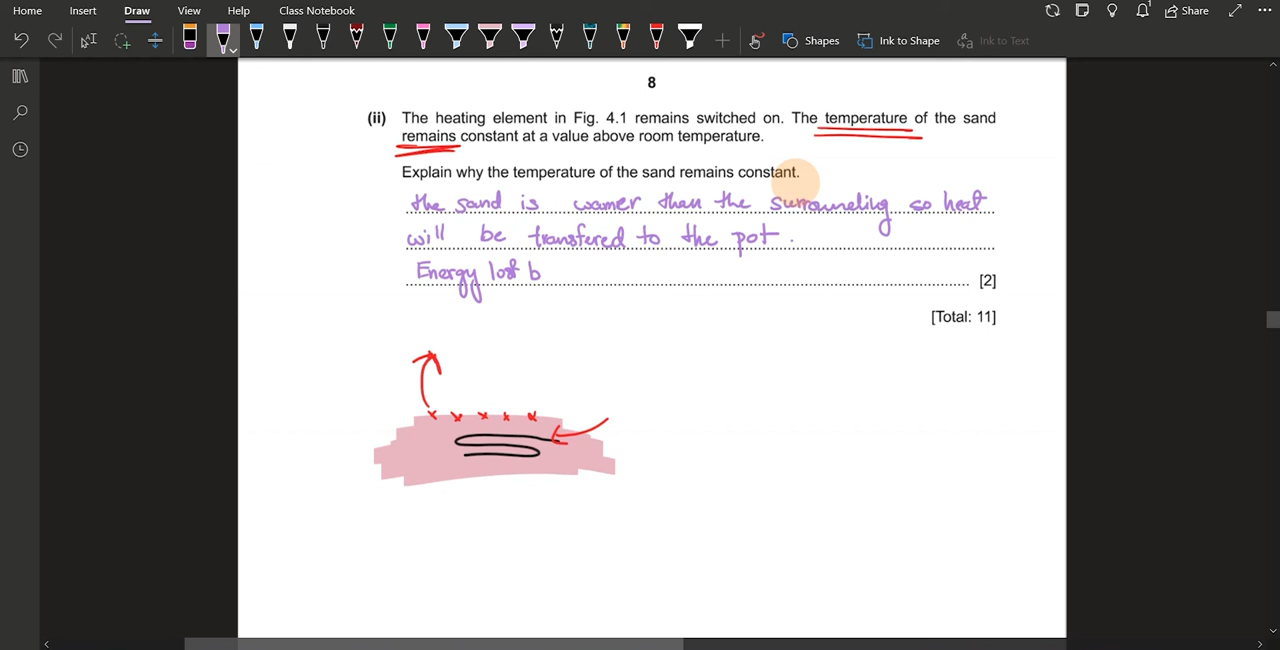 Home Insert Draw View Help Class Notebook Share
Shapes Ink to Shape Ink to Text
8
(ii) The heating element in Fig. 4.1 remains switched on. The temperature of the sand
remains constant at a value above room temperature.
Explain why the temperature of the sand remains constant.
the sand is warmer than the surrounding so heat
will be transfered to the pot.
Energy lost b
[2]
[Total: 11]